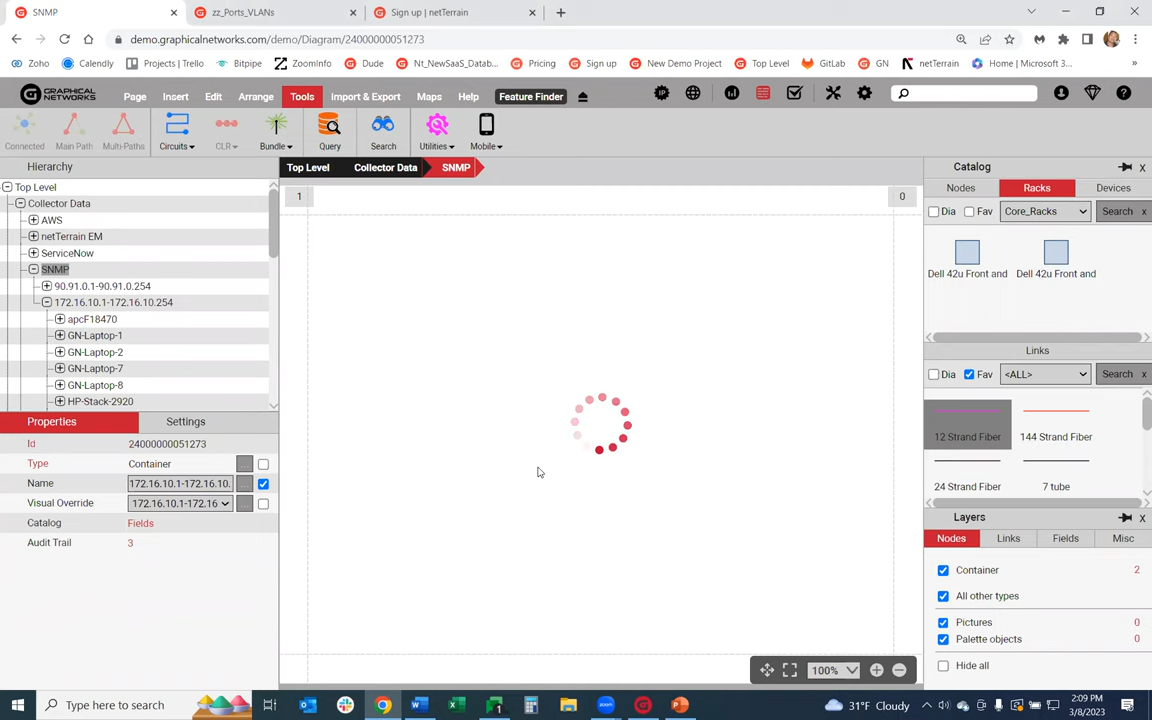 SNMP
zz_Ports_VLANs
Sign up | netTerrain
demo.graphicalnetworks.com/demo/Diagram/24000000051273
Zoho
Calendly
Projects | Trello
Bitpipe
ZoomInfo
Dude
Nt_NewSaaS_Datab...
Pricing
Sign up
New Demo Project
Top Level
GitLab
GN
netTerrain
Home | Microsoft 3...
GRAPHICAL NETWORKS
Page
Insert
Edit
Arrange
Tools
Import & Export
Maps
Help
Feature Finder
Connected
Main Path
Multi-Paths
Circuits
CLR
Bundle
Query
Search
Utilities
Mobile
Hierarchy
Top Level
Collector Data
SNMP
Catalog
Top Level
Collector Data
AWS
netTerrain EM
ServiceNow
SNMP
90.91.0.1-90.91.0.254
172.16.10.1-172.16.10.254
apcF18470
GN-Laptop-1
GN-Laptop-2
GN-Laptop-7
GN-Laptop-8
HP-Stack-2920
1
0
Nodes
Racks
Devices
Dia
Fav
Core_Racks
Search x
Dell 42u Front and
Dell 42u Front and
Links
Dia
Fav
<ALL>
Search x
12 Strand Fiber
144 Strand Fiber
24 Strand Fiber
7 tube
Properties
Settings
Id
24000000051273
Type
Container
Name
172.16.10.1-172.16.10.
Visual Override
172.16.10.1-172.16
Catalog
Fields
Audit Trail
3
Layers
Nodes
Links
Fields
Misc
Container
2
All other types
Pictures
0
Palette objects
0
Hide all
100%
Type here to search
31°F Cloudy
2:09 PM
3/8/2023